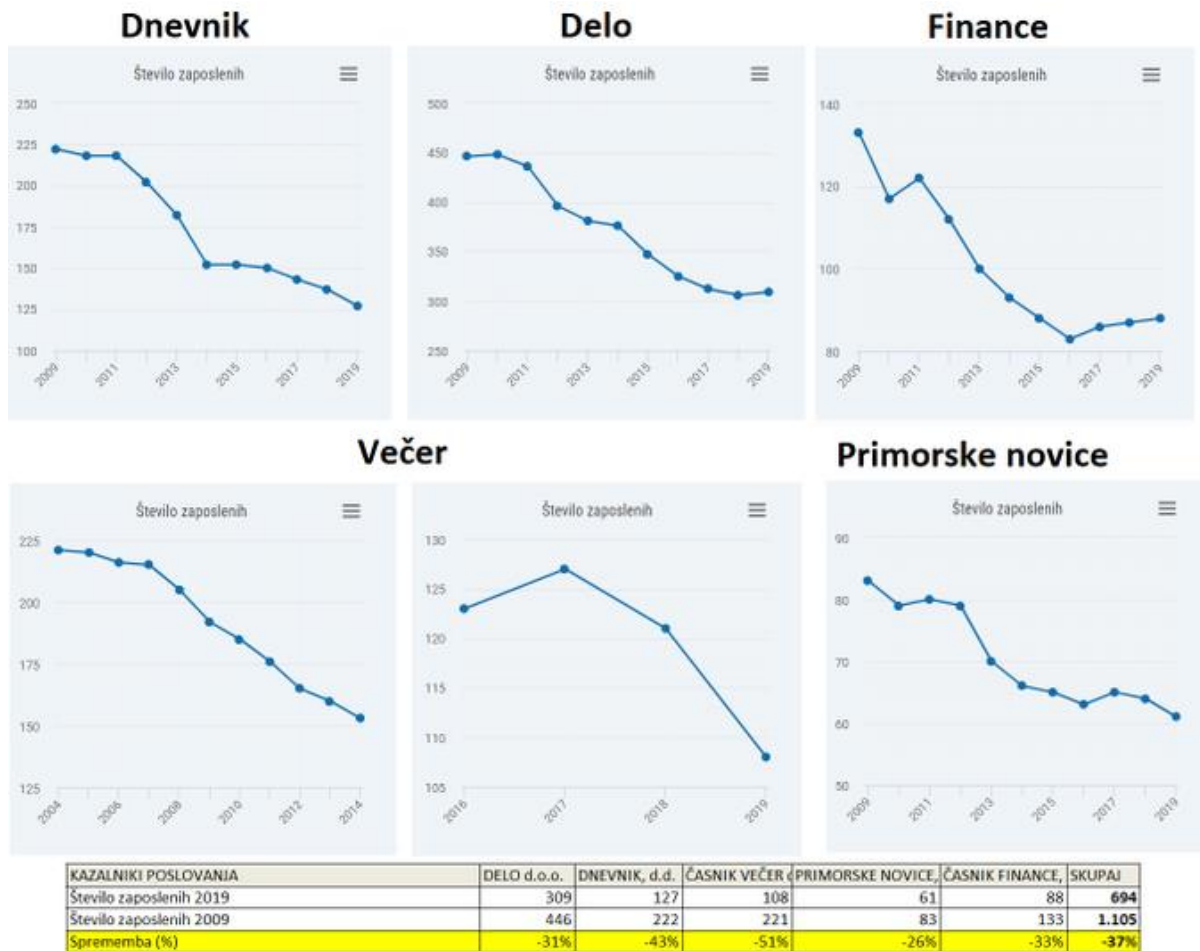 Dnevnik Delo Finance
Število zaposlenih Število zaposlenih Število zaposlenih
250
225
200
175
150
125
100
2009 2011 2013 2015 2017 2019
500
450
400
350
300
250
2009 2011 2013 2015 2017 2019
140
120
100
80
2009 2011 2013 2015 2017 2019
Večer Primorske novice
Število zaposlenih Število zaposlenih Število zaposlenih
225
200
175
150
125
2004 2006 2008 2010 2012 2014
130
125
120
115
110
105
2016 2017 2018 2019
90
80
70
60
50
2009 2011 2013 2015 2017 2019
KAZALNIKI POSLOVANJA DELO d.o.o. DNEVNIK, d.d. ČASNIK VEČER PRIMORSKE NOVICE, ČASNIK FINANCE, SKUPAJ
Število zaposlenih 2019 309 127 108 61 88 694
Število zaposlenih 2009 446 222 221 83 133 1.105
Sprememba (%) -31% -43% -51% -26% -33% -37%